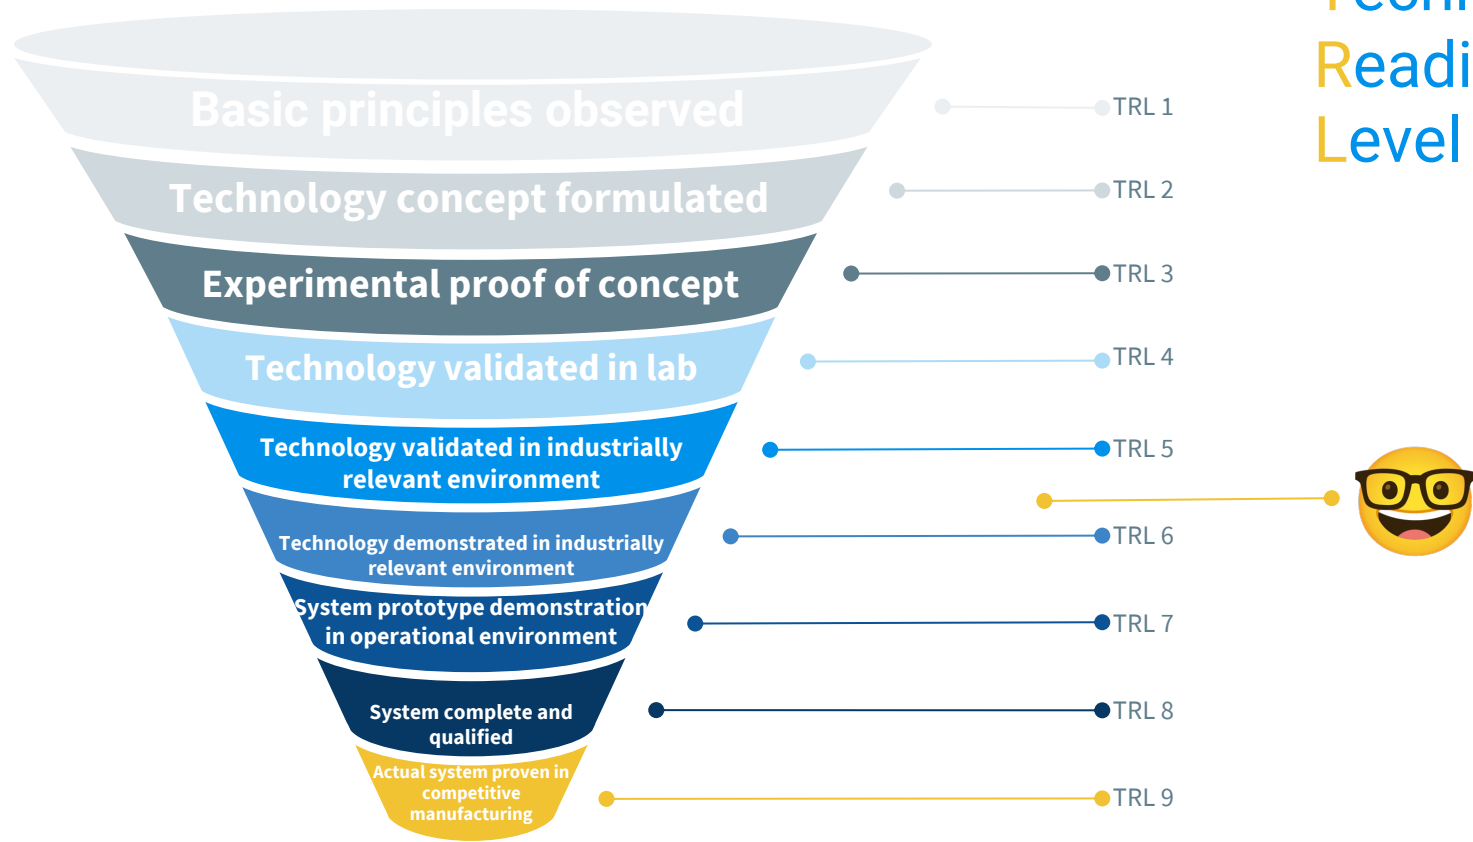 Basic principles observed
TRL 1
Technology concept formulated
TRL 2
Experimental proof of concept
TRL 3
Technology validated in lab
TRL 4
Technology validated in industrially
relevant environment
TRL 5
Technology demonstrated in industrially
relevant environment
TRL 6
System prototype demonstration
in operational environment
TRL 7
System complete and
qualified
TRL 8
Actual system proven in
competitive
manufacturing
TRL 9
Readi
Level